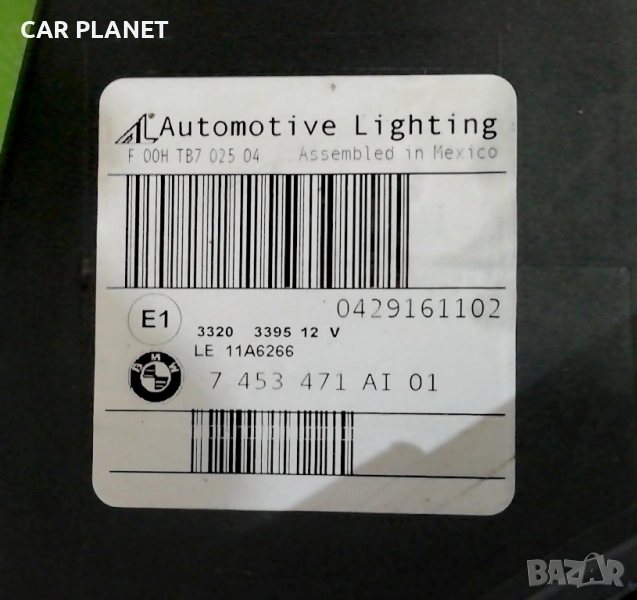 CAR PLANET
AL Automotive Lighting
F 00H TB7 025 04 Assembled in Mexico
0429161102
E1
3320 3395 12 V
LE 11A6266
BMW
7 453 471 AI 01
BAZAR